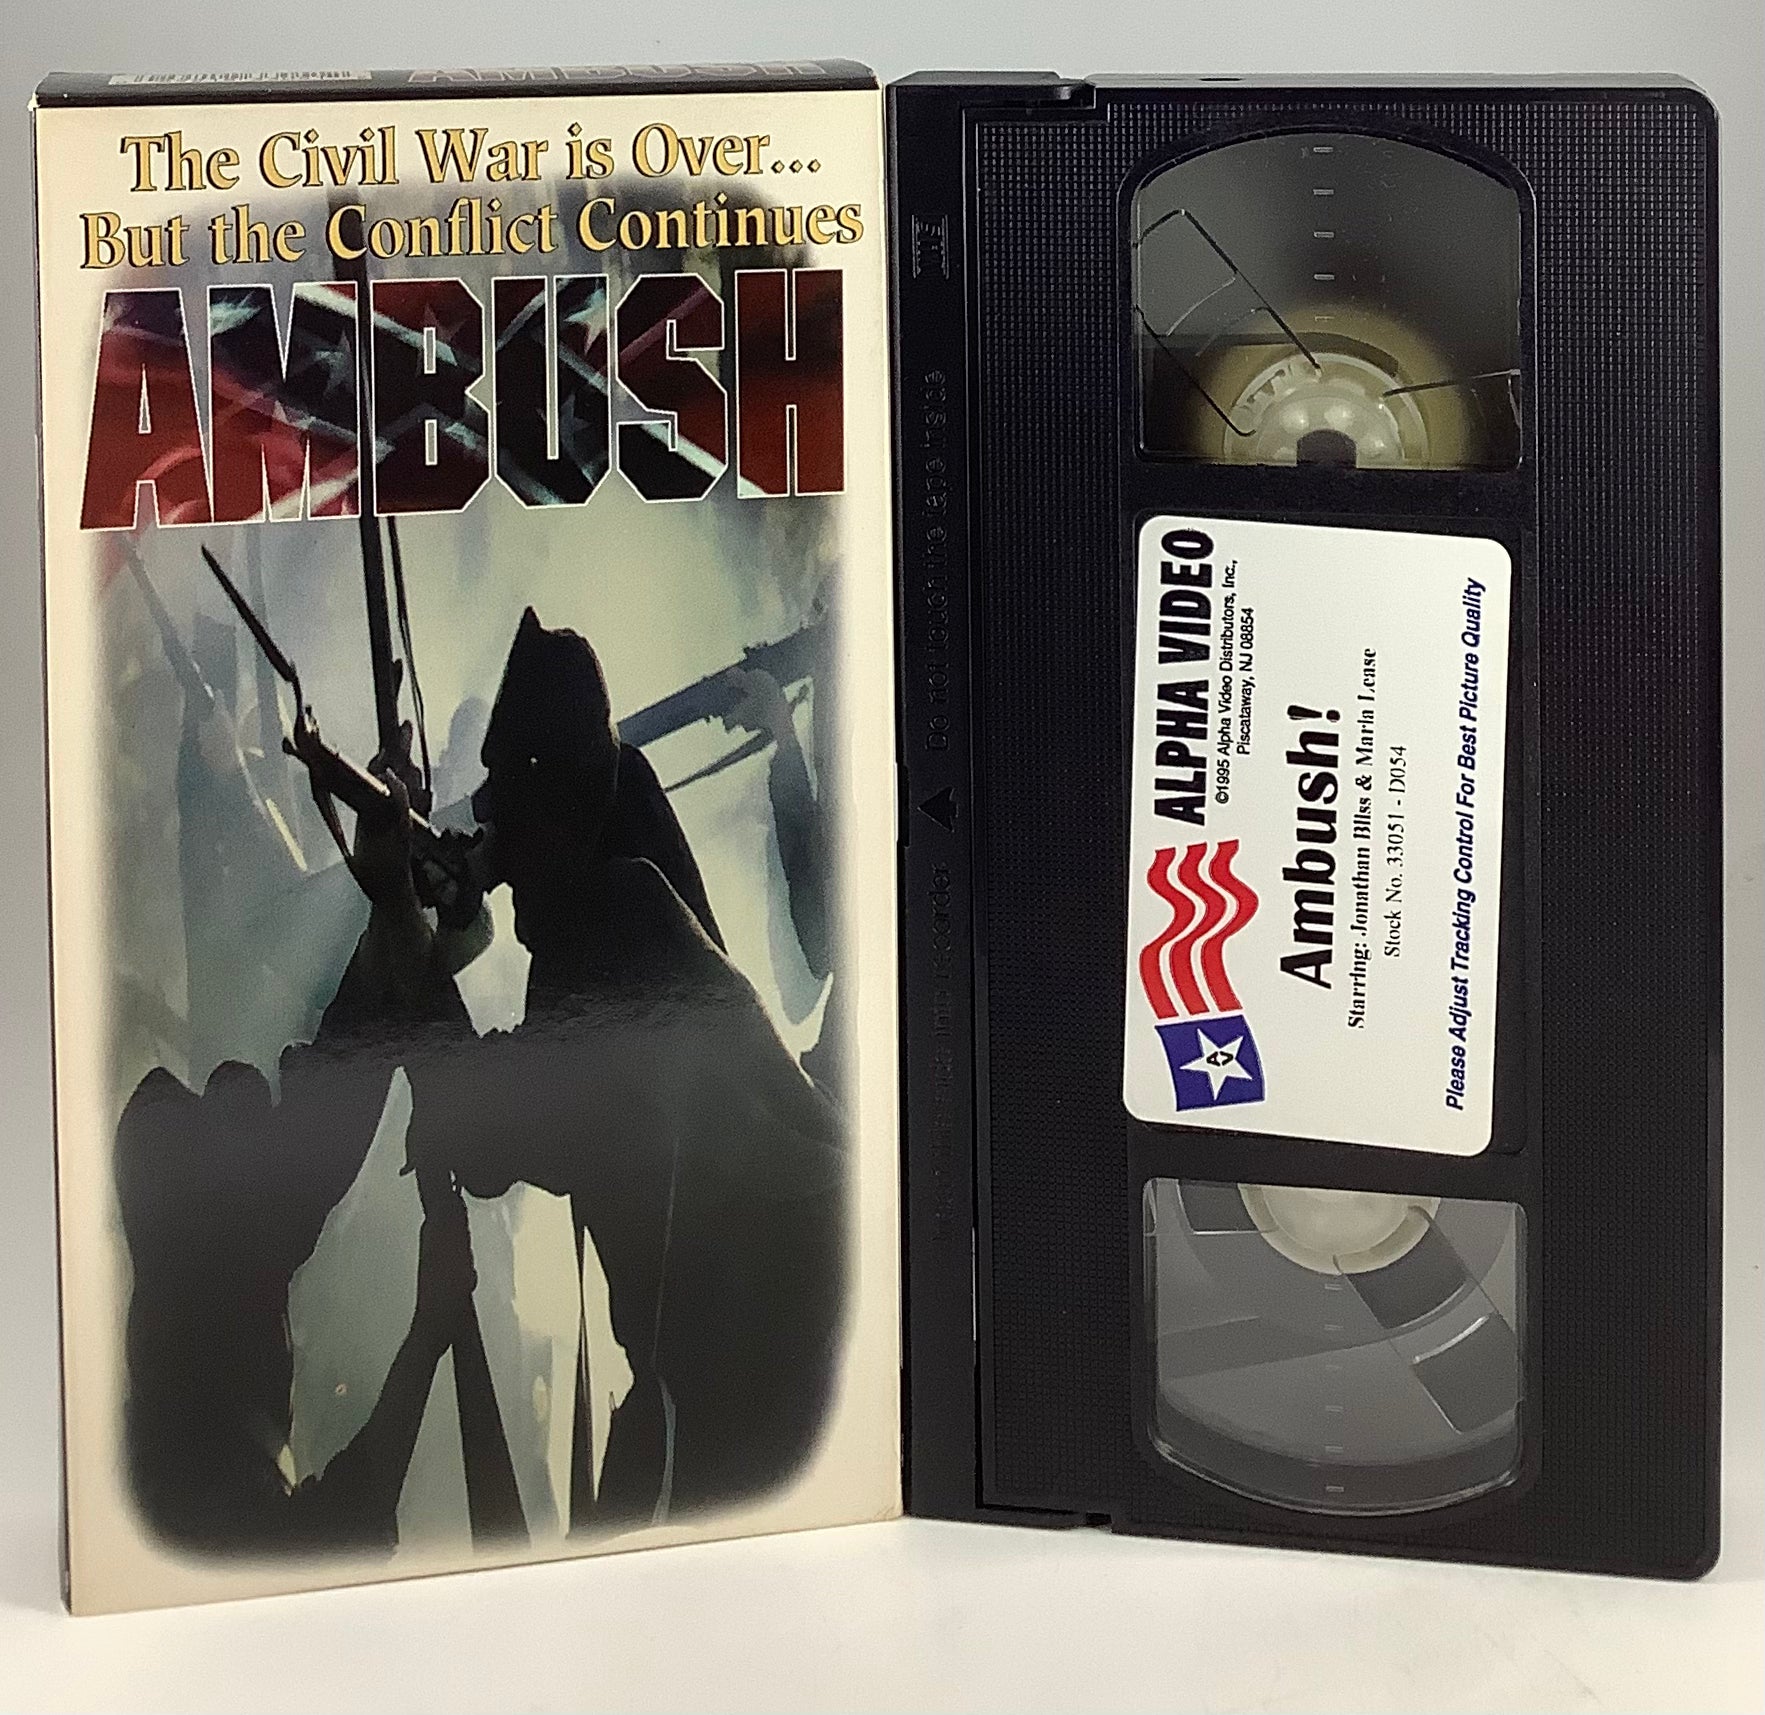 AMBUSH
The Civil War is Over...
But the Conflict Continues
AMBUSH
VHS
Do not touch the tape inside
ALPHA VIDEO
©1995 Alpha Video Distributors, Inc.,
Piscataway, NJ 08854
Ambush!
Starring: Jonathan Bliss & Marla Lease
Stock No. 33051 - D054
Please Adjust Tracking Control For Best Picture Quality
A